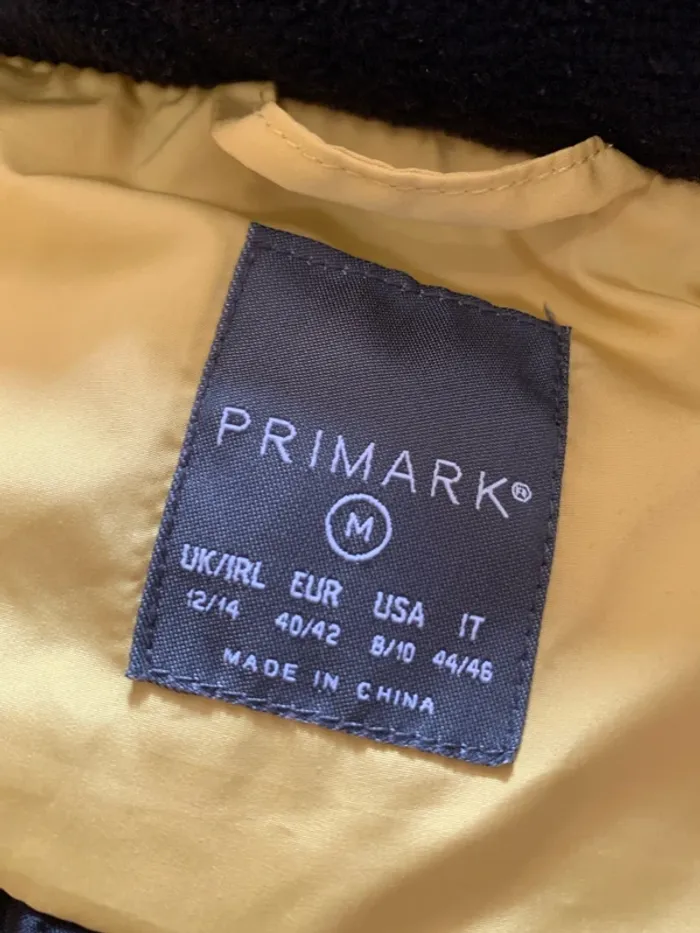 PRIMARK®
M
UK/IRL EUR USA IT
12/14 40/42 8/10 44/46
MADE IN CHINA